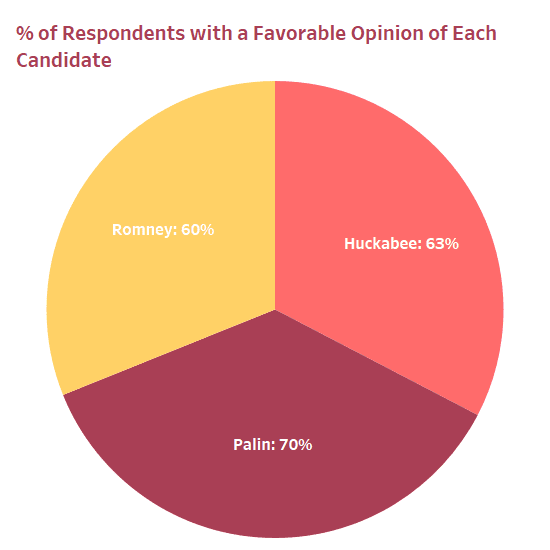 % of Respondents with a Favorable Opinion of Each
Candidate
Romney: 60%
Huckabee: 63%
Palin: 70%